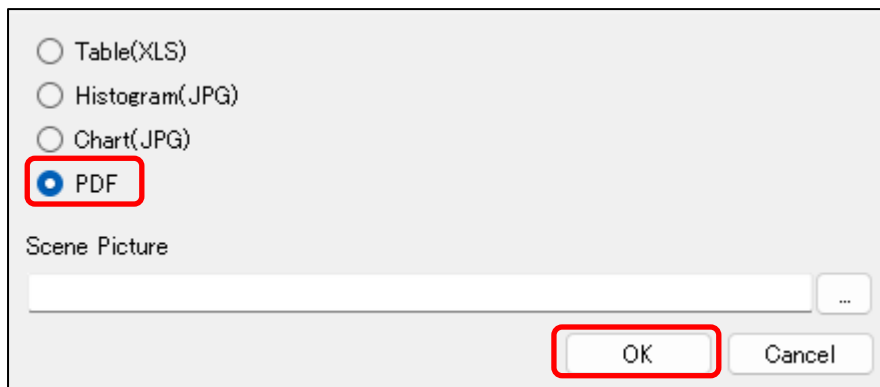 Table(XLS)
Histogram(JPG)
Chart(JPG)
PDF
Scene Picture
...
OK Cancel